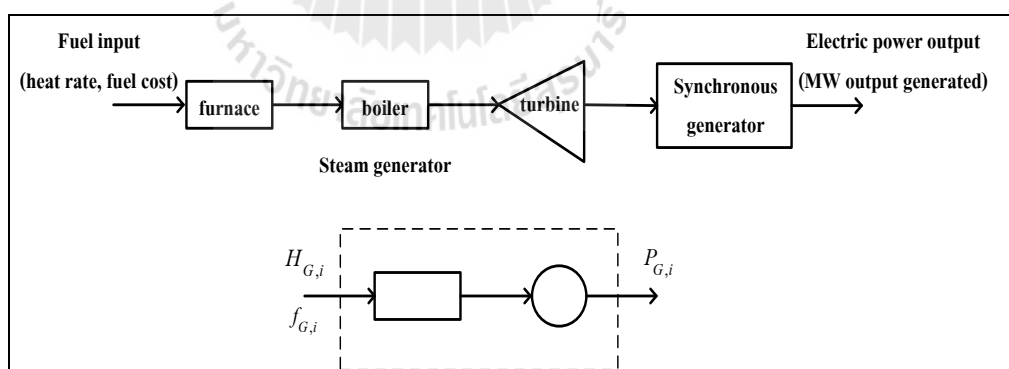 Fuel input
(heat rate, fuel cost)
furnace
boiler
Steam generator
turbine
Synchronous
generator
Electric power output
(MW output generated)
H_{G,i}
f_{G,i}
P_{G,i}